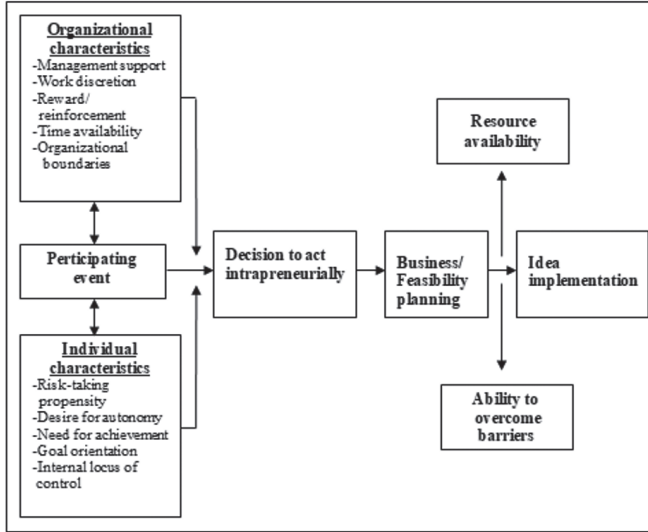 Organizational
characteristics
-Management support
-Work discretion
-Reward/
reinforcement
-Time availability
-Organizational
boundaries
Perticipating
event
Individual
characteristics
-Risk-taking
propensity
-Desire for autonomy
-Need for achievement
-Goal orientation
-Internal locus of
control
Decision to act
intrapreneurially
Business/
Feasibility
planning
Resource
availability
Idea
implementation
Ability to
overcome
barriers